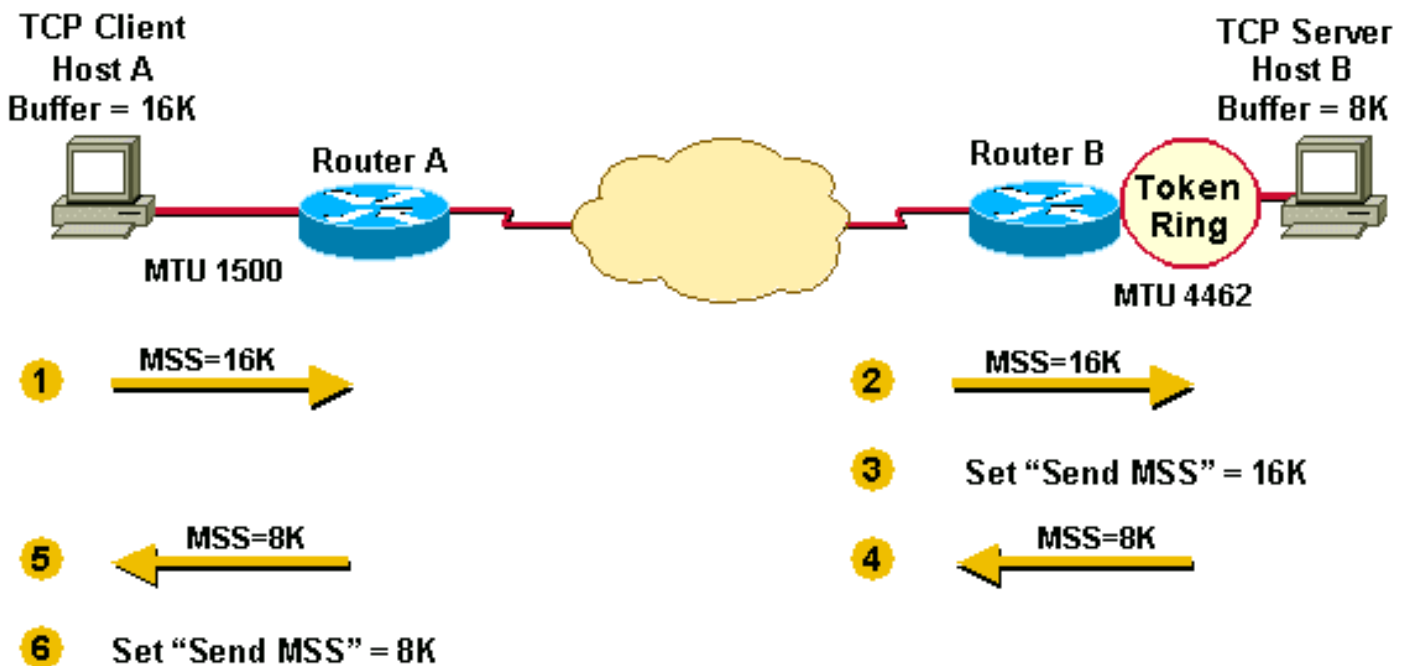 TCP Client
Host A
Buffer = 16K
TCP Server
Host B
Buffer = 8K
Router A
Router B
Token
Ring
MTU 1500
MTU 4462
1
MSS=16K
2
MSS=16K
3
Set “Send MSS” = 16K
5
MSS=8K
4
MSS=8K
6
Set “Send MSS” = 8K